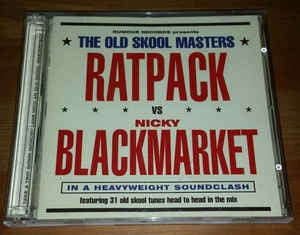 RUMOUR RECORDS presents
THE OLD SKOOL MASTERS
RATPACK
VS
NICKY
BLACKMARKET
IN A HEAVYWEIGHT SOUNDCLASH
featuring 31 old skool tunes head to head in the mix